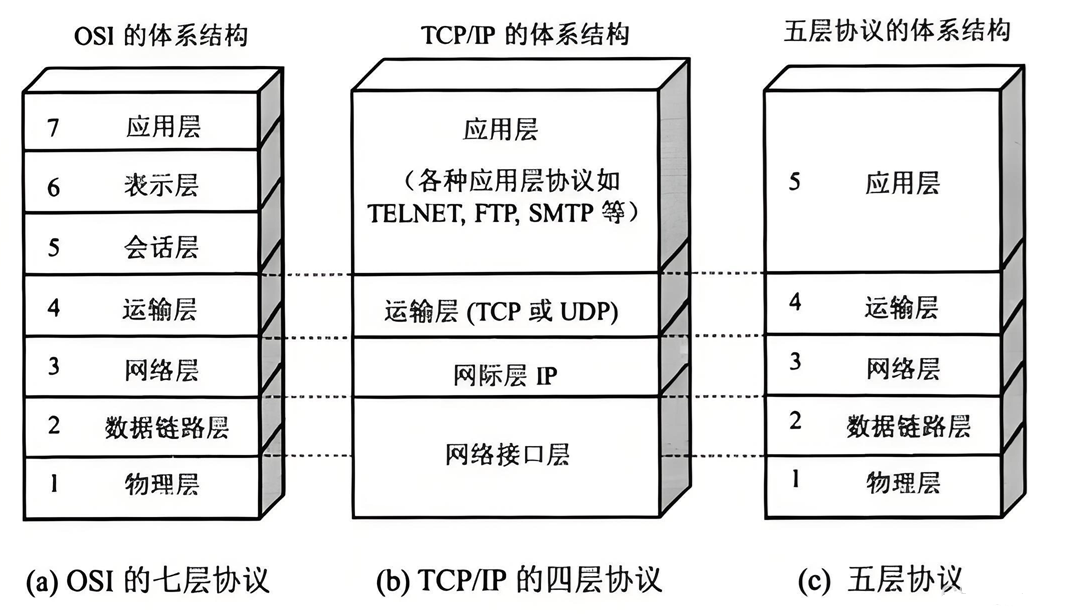 OSI 的体系结构
7 应用层
6 表示层
5 会话层
4 运输层
3 网络层
2 数据链路层
1 物理层
(a) OSI 的七层协议
TCP/IP 的体系结构
应用层
（各种应用层协议如
TELNET, FTP, SMTP 等）
运输层 (TCP 或 UDP)
网际层 IP
网络接口层
(b) TCP/IP 的四层协议
五层协议的体系结构
5 应用层
4 运输层
3 网络层
2 数据链路层
1 物理层
(c) 五层协议